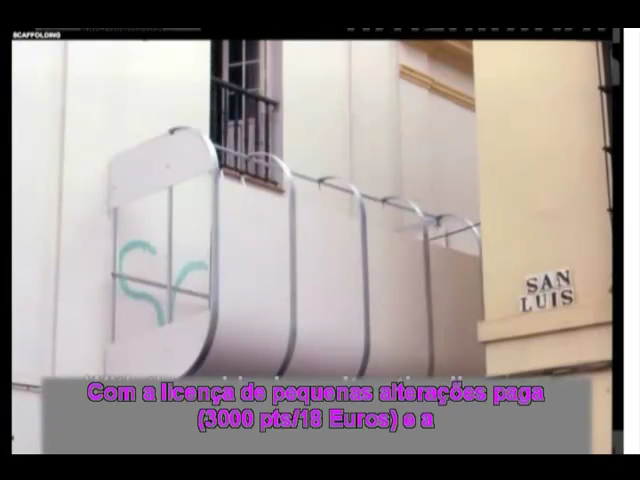 SCAFFOLDING
SAN
LUIS
Com a licença de pequenas alterações paga
(3000 pts/18 Euros) e a